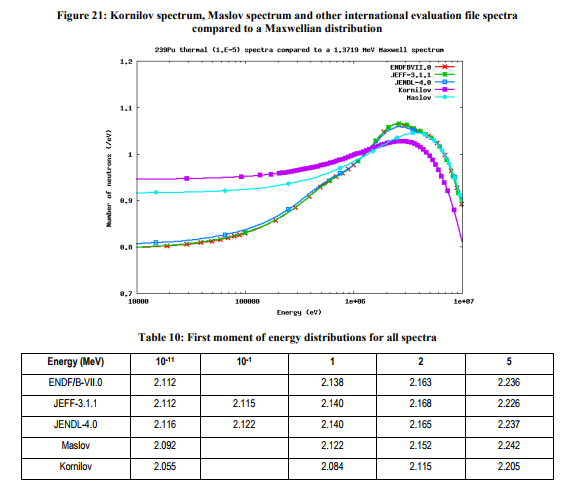 Figure 21: Kornilov spectrum, Maslov spectrum and other international evaluation file spectra
compared to a Maxwellian distribution
239Pu thermal (1.E-5) spectra compared to a 1.3719 MeV Maxwell spectrum
ENDFBVII.0
JEFF-3.1.1
JENDL-4.0
Kornilov
Maslov
Number of neutrons (/eV)
1.2
1.1
1
0.9
0.8
0.7
10000 100000 1e+06 1e+07
Energy (eV)
Table 10: First moment of energy distributions for all spectra
Energy (MeV) 10-11 10-1 1 2 5
ENDF/B-VII.0 2.112 2.138 2.163 2.236
JEFF-3.1.1 2.112 2.115 2.140 2.168 2.226
JENDL-4.0 2.116 2.122 2.140 2.165 2.237
Maslov 2.092 2.122 2.152 2.242
Kornilov 2.055 2.084 2.115 2.205